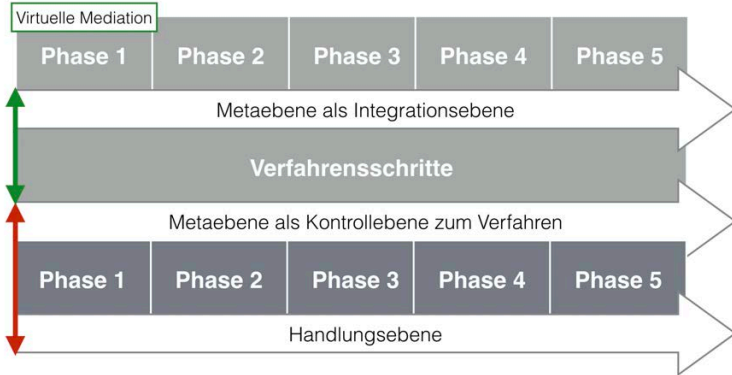 Virtuelle Mediation
Phase 1 Phase 2 Phase 3 Phase 4 Phase 5
Metaebene als Integrationsebene
Verfahrensschritte
Metaebene als Kontrollebene zum Verfahren
Phase 1 Phase 2 Phase 3 Phase 4 Phase 5
Handlungsebene